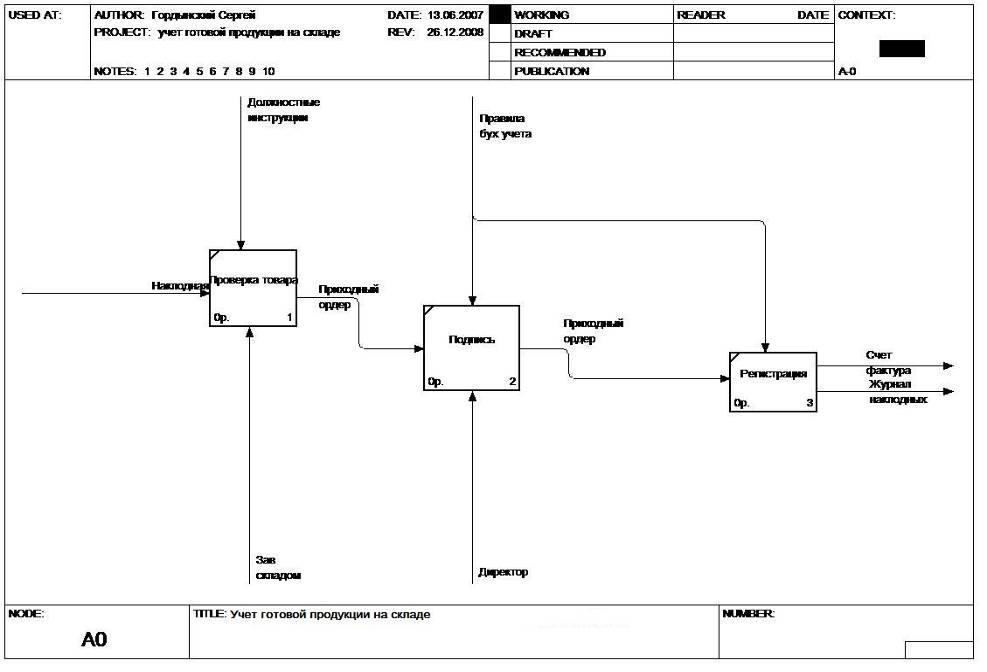 USED AT:
AUTHOR: Гордынский Сергей
DATE: 13.06.2007
PROJECT: учет готовой продукции на складе
REV: 26.12.2008
NOTES: 1 2 3 4 5 6 7 8 9 10
WORKING
DRAFT
RECOMMENDED
PUBLICATION
READER DATE
CONTEXT:
A-0
Должностные
инструкции
Правила
бух учета
Накладная
Проверка товара
0р. 1
Приходный
ордер
Подпись
0р. 2
Приходный
ордер
Регистрация
0р. 3
Счет
фактура
Журнал
накладных
Зав
складом
Директор
NODE:
A0
TITLE: Учет готовой продукции на складе
NUMBER: